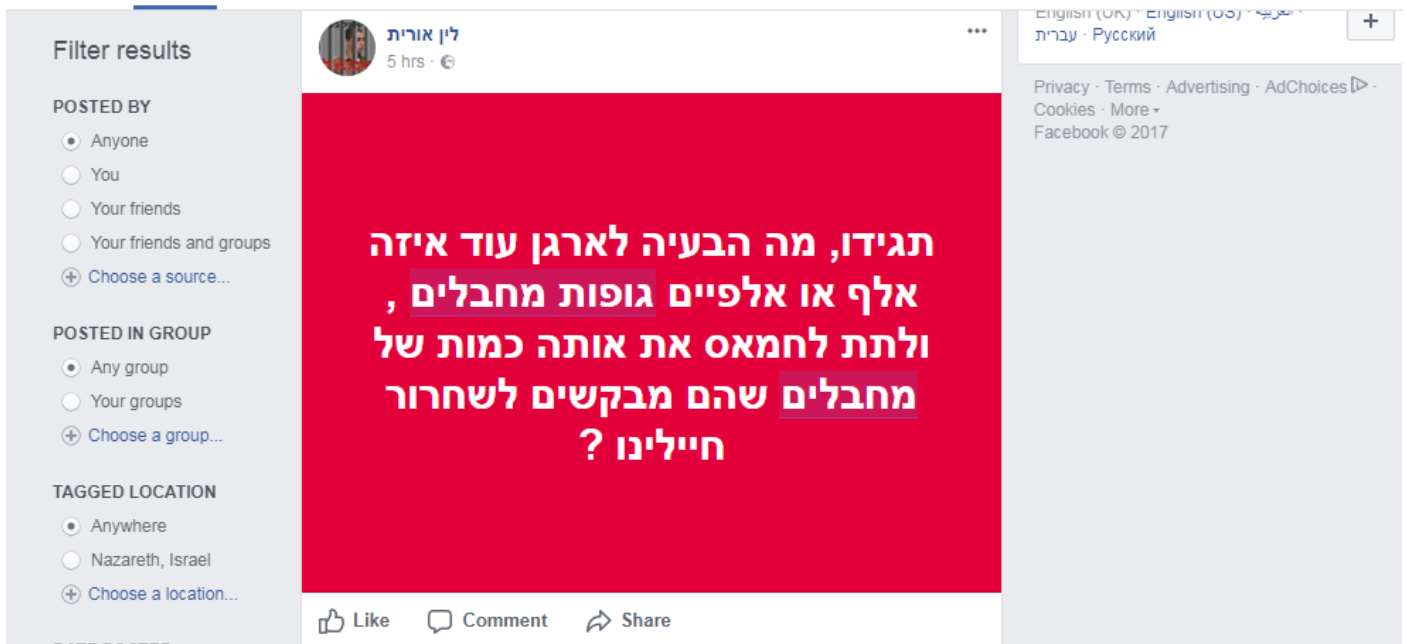 Filter results
POSTED BY
Anyone
You
Your friends
Your friends and groups
Choose a source...
POSTED IN GROUP
Any group
Your groups
Choose a group...
TAGGED LOCATION
Anywhere
Nazareth, Israel
Choose a location...
לין אורית
5 hrs ·
תגידו, מה הבעיה לארגן עוד איזה
אלף או אלפיים גופות מחבלים ,
ולתת לחמאס את אותה כמות של
מחבלים שהם מבקשים לשחרור
חיילינו ?
Like Comment Share
English (UK) · English (US) · العربية ·
עברית · Русский
Privacy · Terms · Advertising · AdChoices ·
Cookies · More
Facebook © 2017